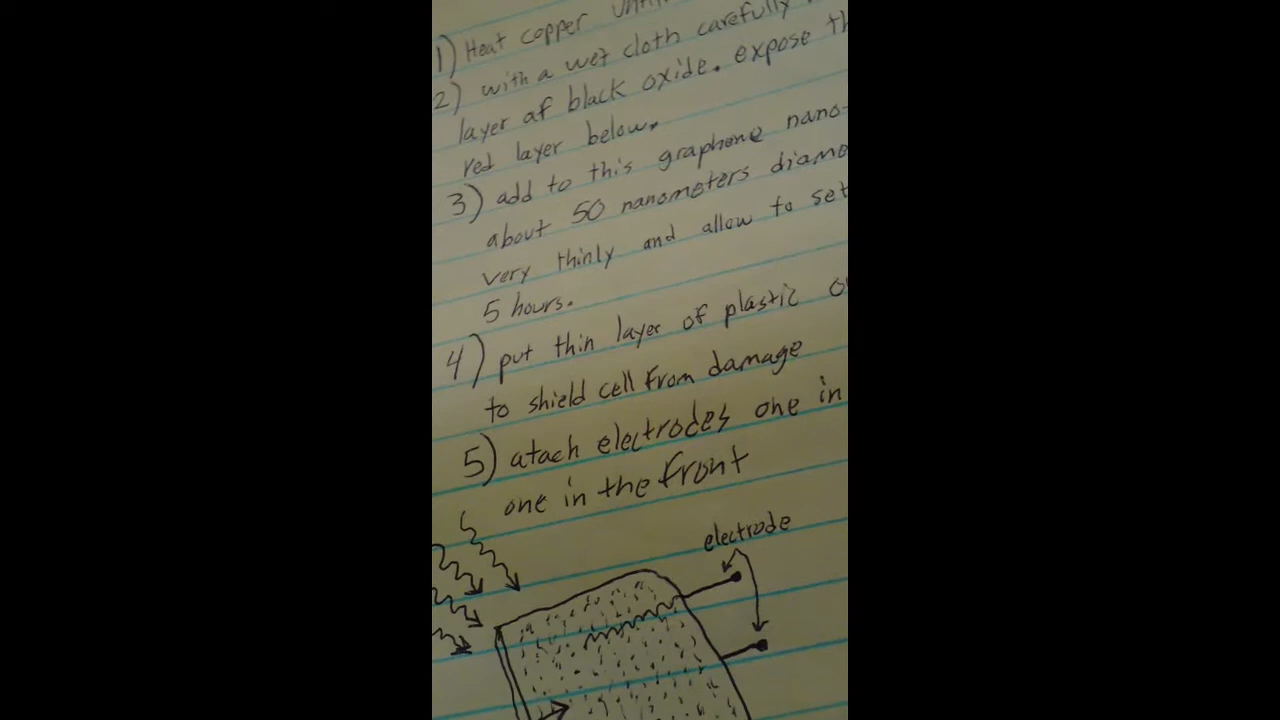 1) Heat copper
2) with a wet cloth carefully
layer af black oxide. expose
red layer below.
3) add to this graphene nano-
about 50 nanometers
very thinly and allow to set
5 hours.
4) put thin layer of plastic
to shield cell from damage
5) atach electrodes one in
one in the front
electrode